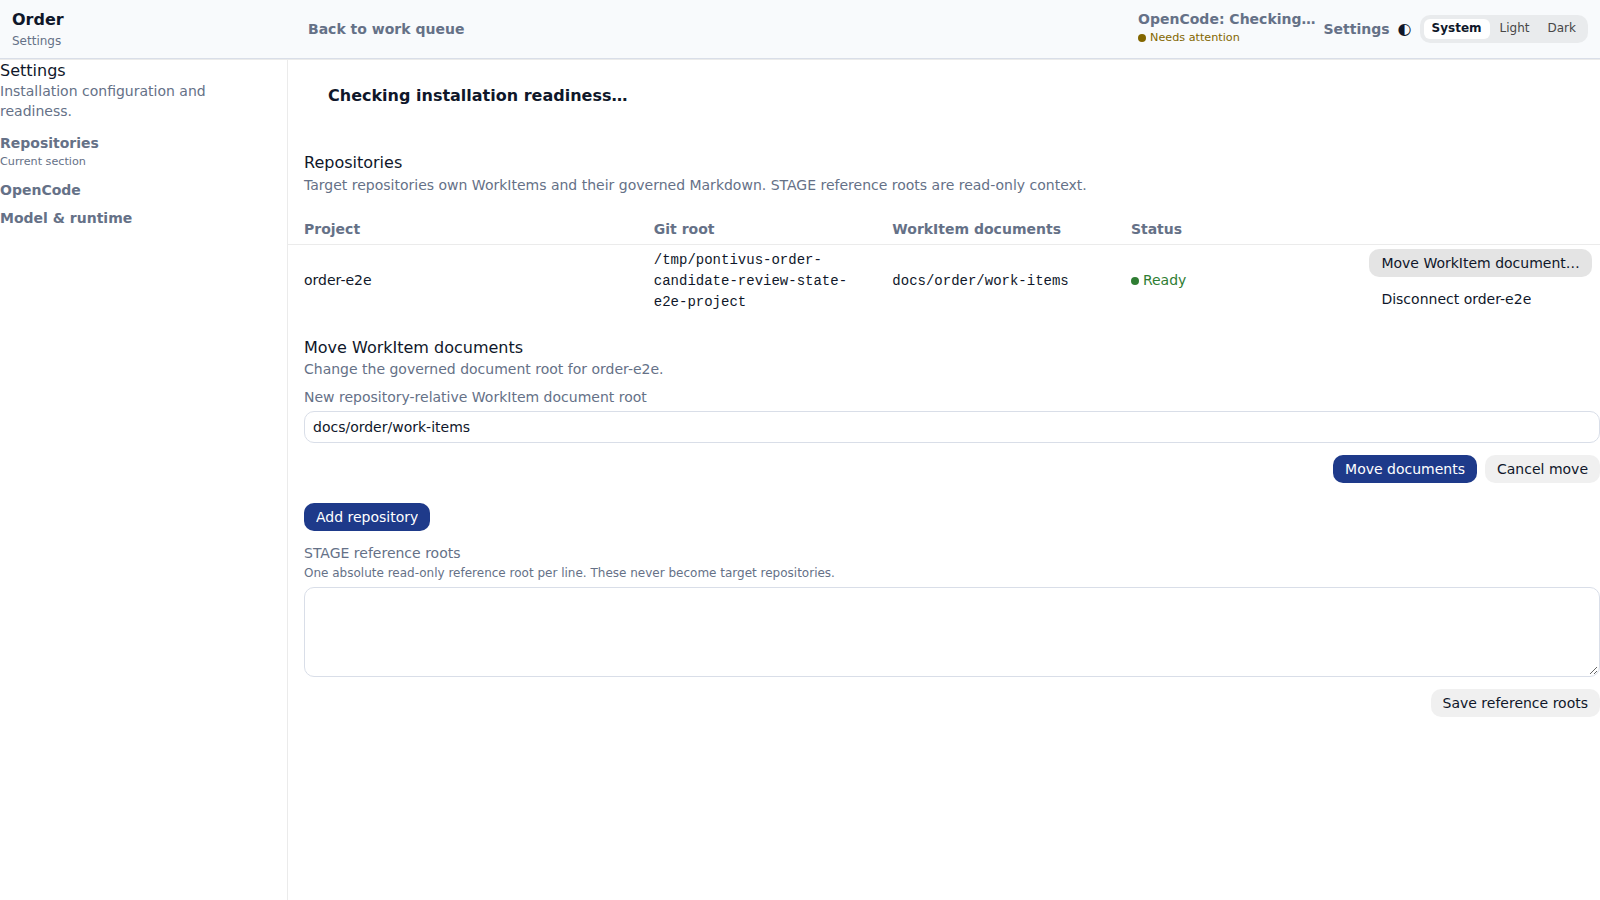 Order
Settings
Back to work queue
OpenCode: Checking…
Needs attention
Settings
System
Light
Dark
Settings
Installation configuration and
readiness.
Repositories
Current section
OpenCode
Model & runtime
Checking installation readiness…
Repositories
Target repositories own WorkItems and their governed Markdown. STAGE reference roots are read-only context.
Project
Git root
WorkItem documents
Status
order-e2e
/tmp/pontivus-order-
candidate-review-state-
e2e-project
docs/order/work-items
Ready
Move WorkItem document…
Disconnect order-e2e
Move WorkItem documents
Change the governed document root for order-e2e.
New repository-relative WorkItem document root
docs/order/work-items
Move documents
Cancel move
Add repository
STAGE reference roots
One absolute read-only reference root per line. These never become target repositories.
Save reference roots